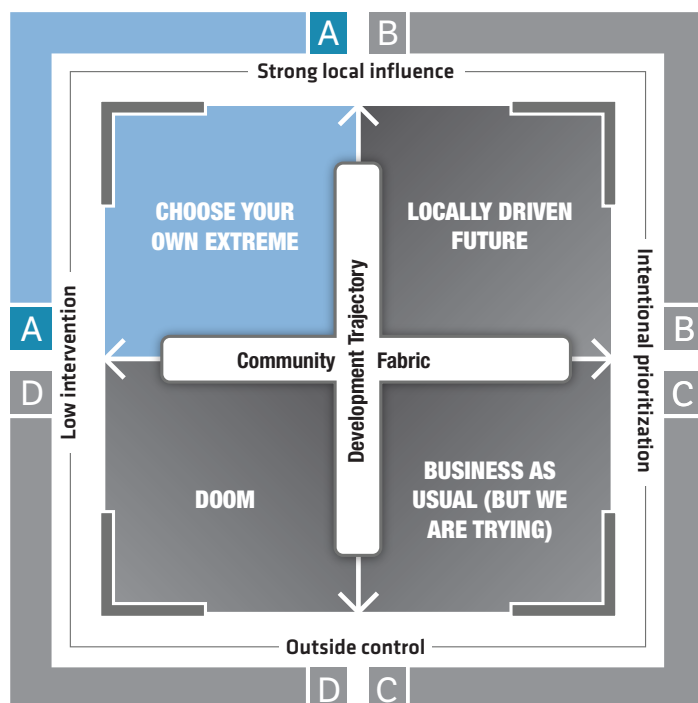 A B
Strong local influence
CHOOSE YOUR
OWN EXTREME
LOCALLY DRIVEN
FUTURE
A
B
Low intervention
Community Fabric
Development Trajectory
Intentional prioritization
D
C
DOOM
BUSINESS AS
USUAL (BUT WE
ARE TRYING)
Outside control
D C